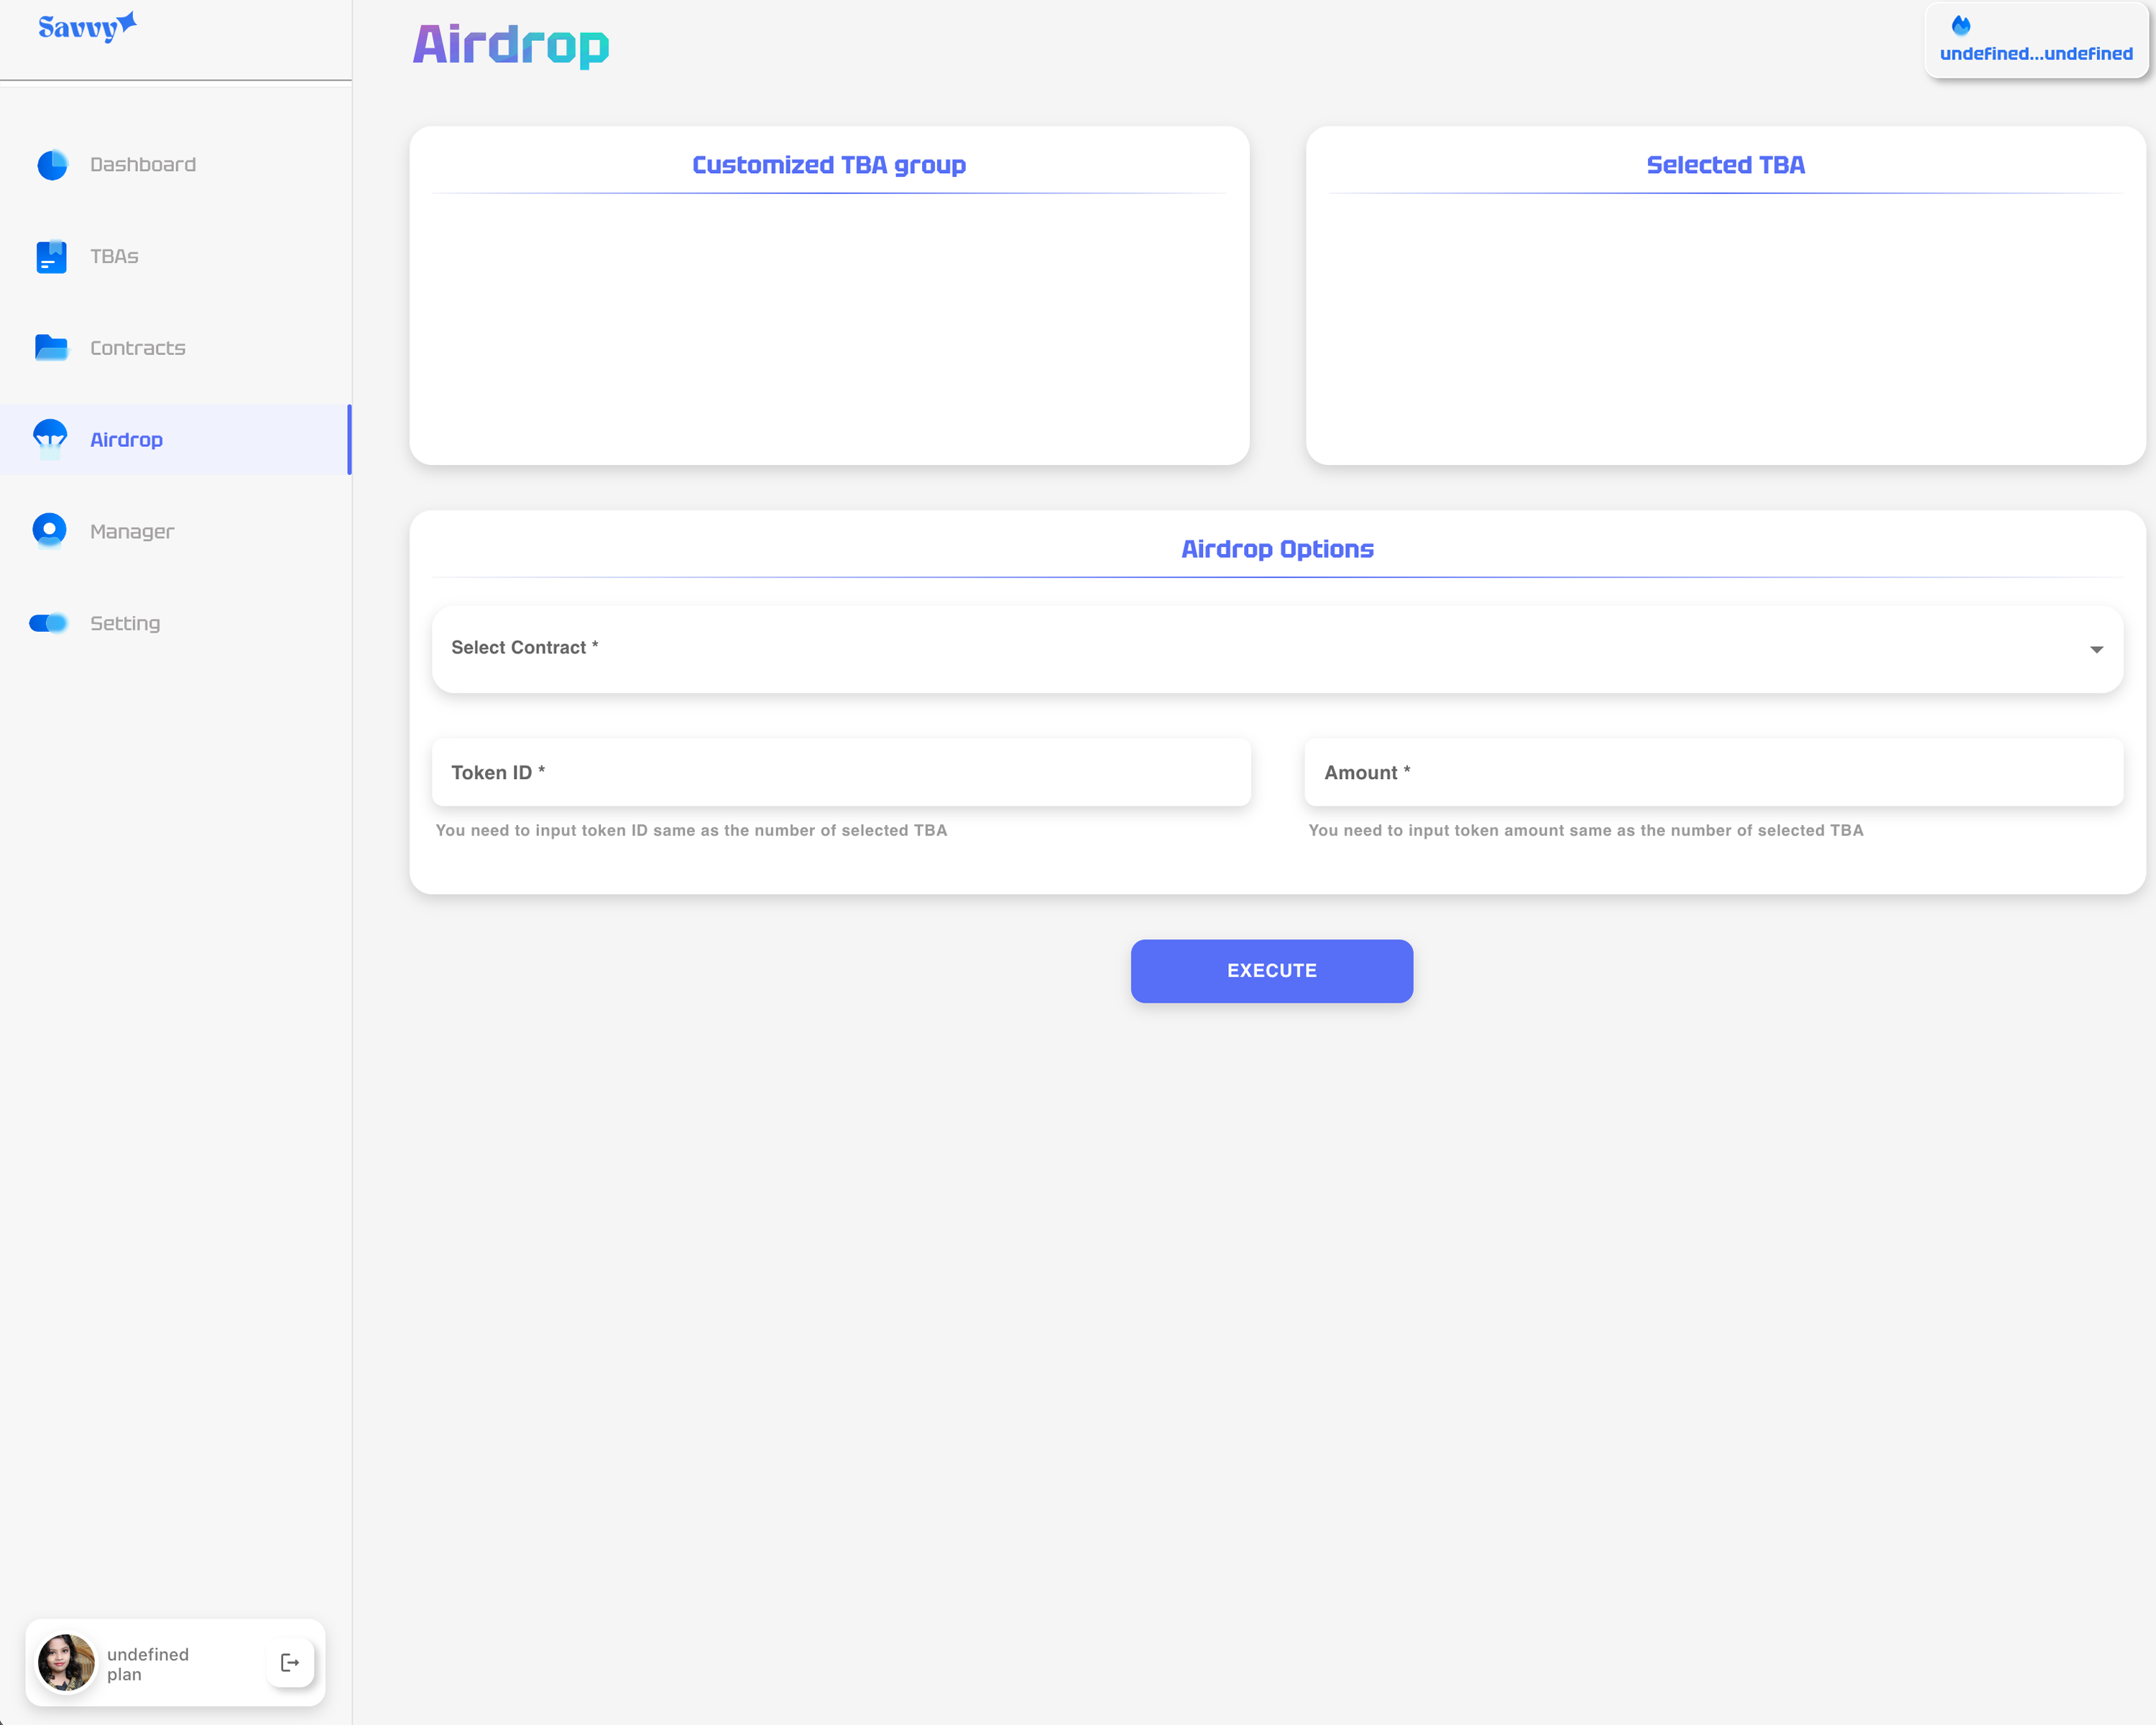 Savvy
Airdrop
undefined...undefined
Dashboard
TBAs
Contracts
Airdrop
Manager
Setting
Customized TBA group
Selected TBA
Airdrop Options
Select Contract *
Token ID *
Amount *
You need to input token ID same as the number of selected TBA
You need to input token amount same as the number of selected TBA
EXECUTE
undefined
plan